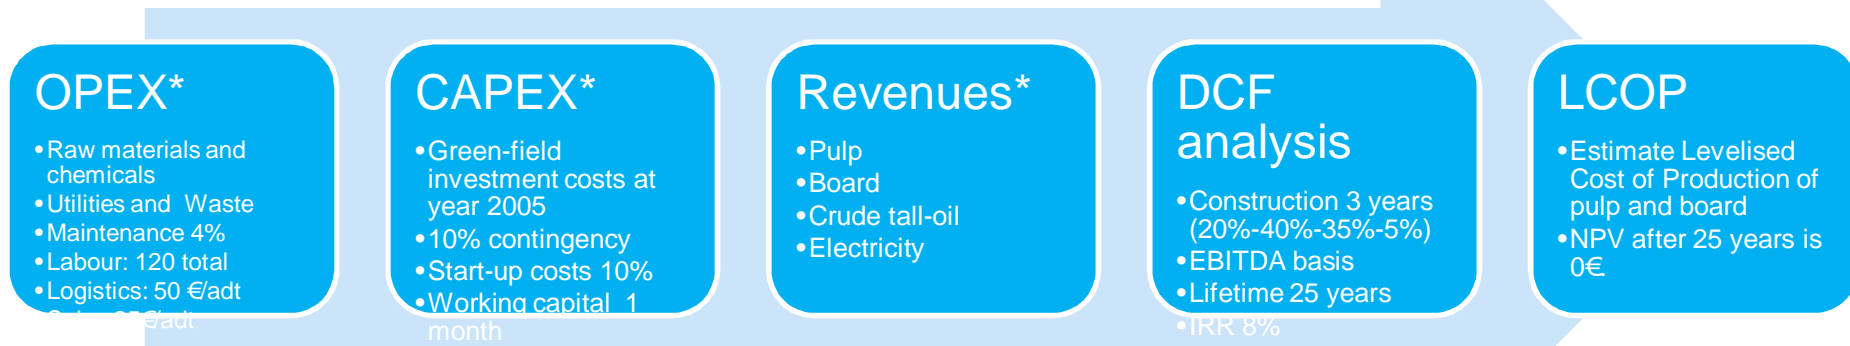 OPEX*
•Raw materials and
chemicals
•Utilities and Waste
•Maintenance 4%
•Labour: 120 total
•Logistics: 50 €/adt
€/adt
CAPEX*
•Green-field
investment costs at
year 2005
•10% contingency
•Start-up costs 10%
•Working capital 1
month
Revenues*
•Pulp
•Board
•Crude tall-oil
•Electricity
DCF
analysis
•Construction 3 years
(20%-40%-35%-5%)
•EBITDA basis
•Lifetime 25 years
•IRR 8%
LCOP
•Estimate Levelised
Cost of Production of
pulp and board
•NPV after 25 years is
0€